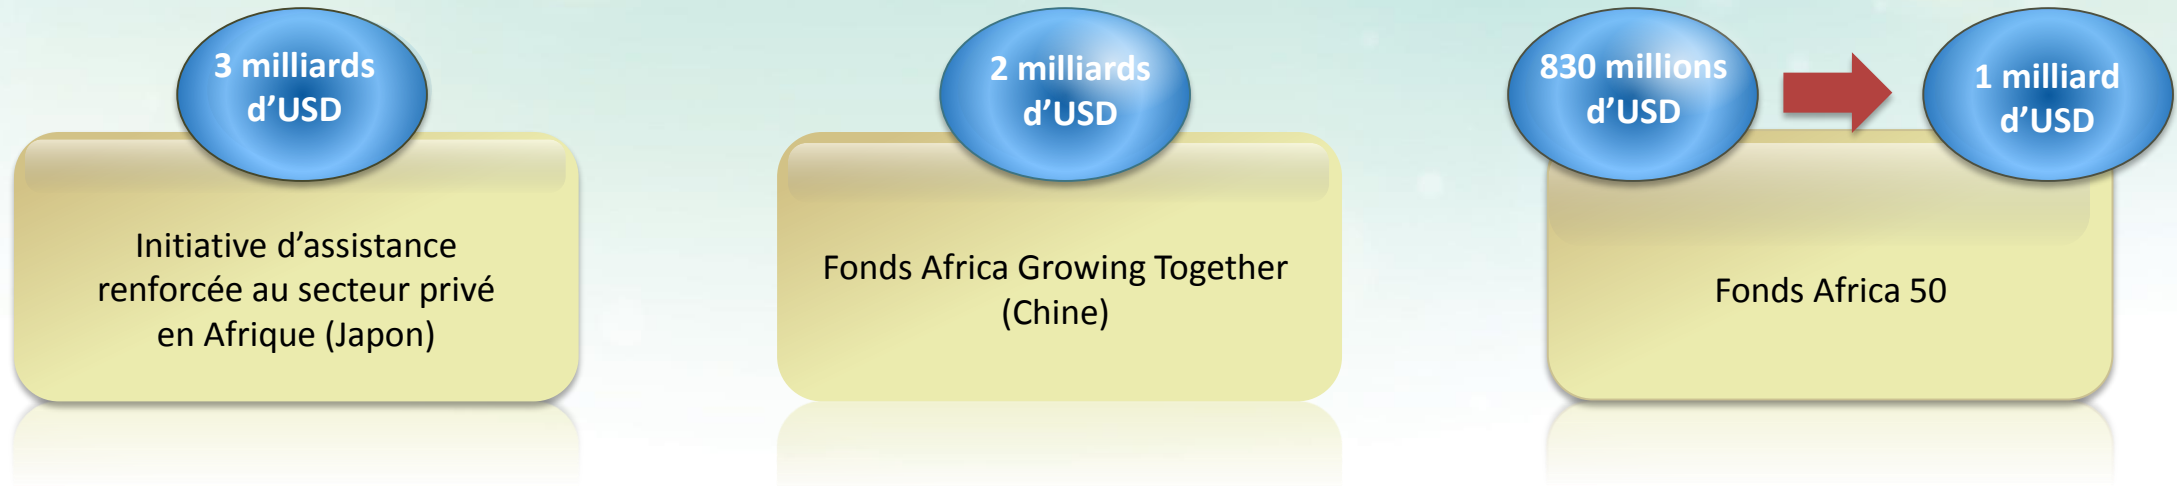 3 milliards
d’USD
Initiative d’assistance
renforcée au secteur privé
en Afrique (Japon)
2 milliards
d’USD
Fonds Africa Growing Together
(Chine)
830 millions
d’USD
1 milliard
d’USD
Fonds Africa 50